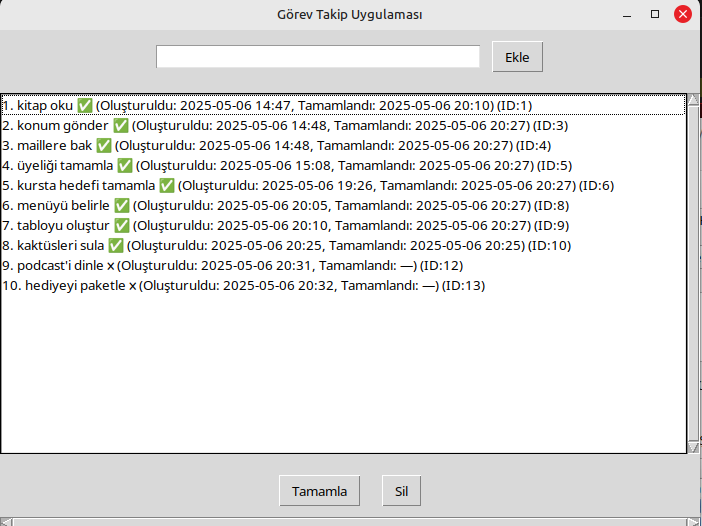 Görev Takip Uygulaması
Ekle
1. kitap oku ✅ (Oluşturuldu: 2025-05-06 14:47, Tamamlandı: 2025-05-06 20:10) (ID:1)
2. konum gönder ✅ (Oluşturuldu: 2025-05-06 14:48, Tamamlandı: 2025-05-06 20:27) (ID:3)
3. maillere bak ✅ (Oluşturuldu: 2025-05-06 14:48, Tamamlandı: 2025-05-06 20:27) (ID:4)
4. üyeliği tamamla ✅ (Oluşturuldu: 2025-05-06 15:08, Tamamlandı: 2025-05-06 20:27) (ID:5)
5. kursta hedefi tamamla ✅ (Oluşturuldu: 2025-05-06 19:26, Tamamlandı: 2025-05-06 20:27) (ID:6)
6. menüyü belirle ✅ (Oluşturuldu: 2025-05-06 20:05, Tamamlandı: 2025-05-06 20:27) (ID:8)
7. tabloyu oluştur ✅ (Oluşturuldu: 2025-05-06 20:10, Tamamlandı: 2025-05-06 20:27) (ID:9)
8. kaktüsleri sula ✅ (Oluşturuldu: 2025-05-06 20:25, Tamamlandı: 2025-05-06 20:25) (ID:10)
9. podcast'i dinle x (Oluşturuldu: 2025-05-06 20:31, Tamamlandı: —) (ID:12)
10. hediyeyi paketle x (Oluşturuldu: 2025-05-06 20:32, Tamamlandı: —) (ID:13)
Tamamla
Sil